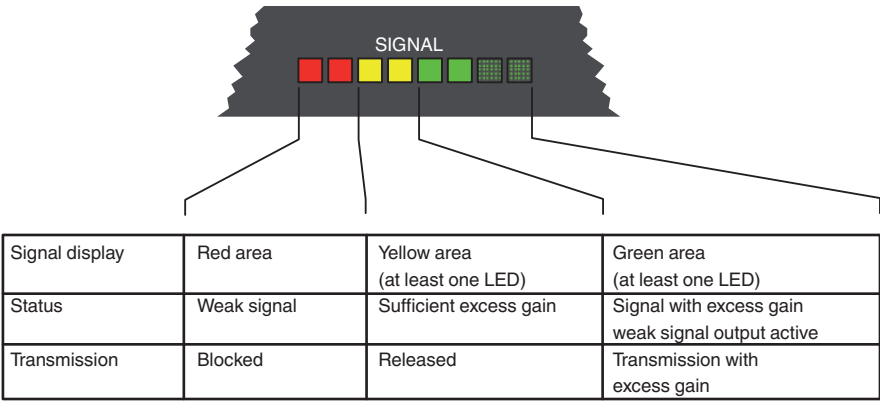 SIGNAL
Signal display Red area Yellow area Green area
(at least one LED) (at least one LED)
Status Weak signal Sufficient excess gain Signal with excess gain
weak signal output active
Transmission Blocked Released Transmission with
excess gain